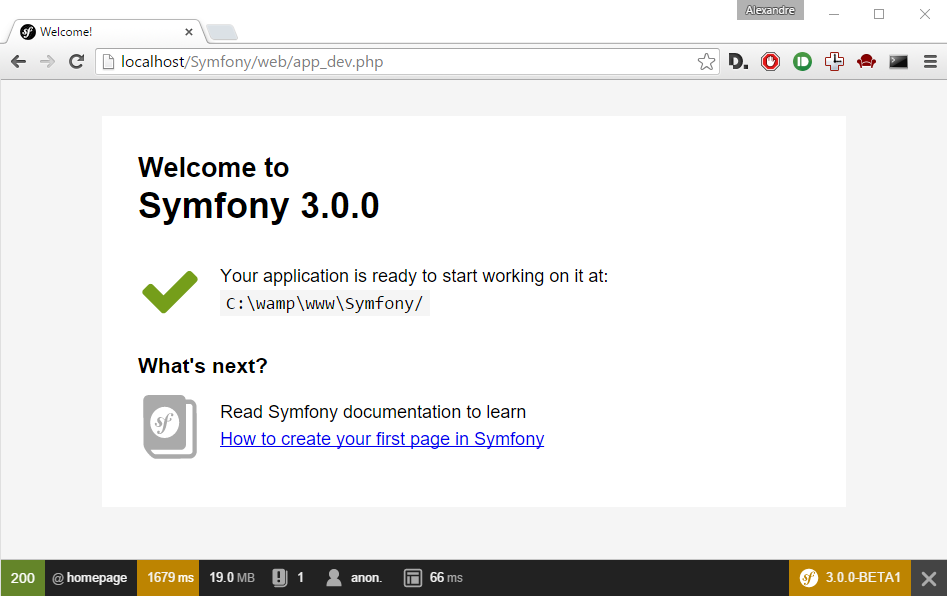 Alexandre
Welcome!
localhost/Symfony/web/app_dev.php
D.
Welcome to
Symfony 3.0.0
Your application is ready to start working on it at:
C:\wamp\www\Symfony/
What's next?
sf
Read Symfony documentation to learn
How to create your first page in Symfony
200 @ homepage 1679 ms 19.0 MB 1 anon. 66 ms sf 3.0.0-BETA1